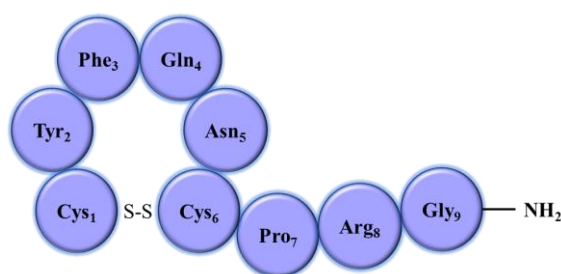 Phe₃ Gln₄
Tyr₂ Asn₅
Cys₁ S-S Cys₆ Pro₇ Arg₈ Gly₉ NH₂